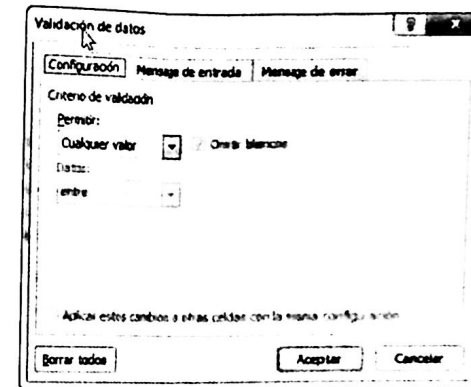 Validación de datos
Configuración Mensaje de entrada Mensaje de error
Criterio de validación
Permitir:
Cualquier valor Omitir blancos
Datos:
entre
Aplicar estos cambios a otras celdas con la misma configuración
Borrar todos Aceptar Cancelar